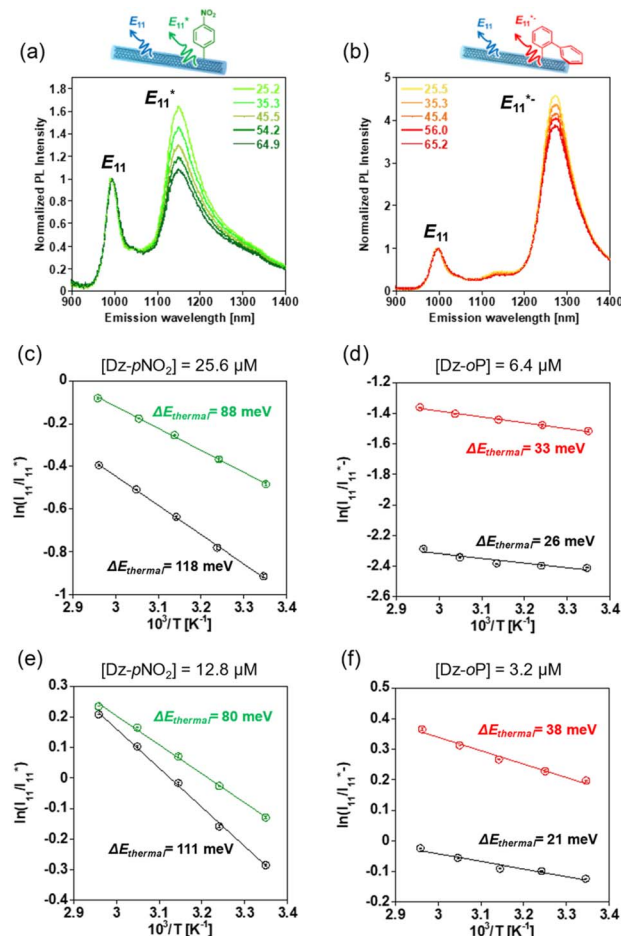 NO₂
E₁₁
E₁₁*
E₁₁
E₁₁*-
(a)
(b)
1.8
1.6
1.4
1.2
1.0
0.8
0.6
0.4
0.2
0
Normalized PL Intensity
E₁₁
E₁₁*
25.2
35.3
45.5
54.2
64.9
900
1000
1100
1200
1300
1400
Emission wavelength [nm]
5
4
3
2
1
0
Normalized PL Intensity
E₁₁
E₁₁*-
25.5
35.3
45.4
56.0
65.2
900
1000
1100
1200
1300
1400
Emission wavelength [nm]
(c)
[Dz-pNO₂] = 25.6 μM
0
-0.2
-0.4
-0.6
-0.8
-1
ln(I₁₁/I₁₁*)
ΔE_thermal= 88 meV
ΔE_thermal= 118 meV
2.9
3
3.1
3.2
3.3
3.4
10³/T [K⁻¹]
(d)
[Dz-oP] = 6.4 μM
-1.2
-1.4
-1.6
-1.8
-2
-2.2
-2.4
-2.6
ln(I₁₁/I₁₁*-)
ΔE_thermal= 33 meV
ΔE_thermal= 26 meV
2.9
3
3.1
3.2
3.3
3.4
10³/T [K⁻¹]
(e)
[Dz-pNO₂] = 12.8 μM
0.3
0.2
0.1
0
-0.1
-0.2
-0.3
-0.4
ln(I₁₁/I₁₁*)
ΔE_thermal= 80 meV
ΔE_thermal= 111 meV
2.9
3
3.1
3.2
3.3
3.4
10³/T [K⁻¹]
(f)
[Dz-oP] = 3.2 μM
0.5
0.4
0.3
0.2
0.1
0
-0.1
-0.2
ln(I₁₁/I₁₁*-)
ΔE_thermal= 38 meV
ΔE_thermal= 21 meV
2.9
3
3.1
3.2
3.3
3.4
10³/T [K⁻¹]